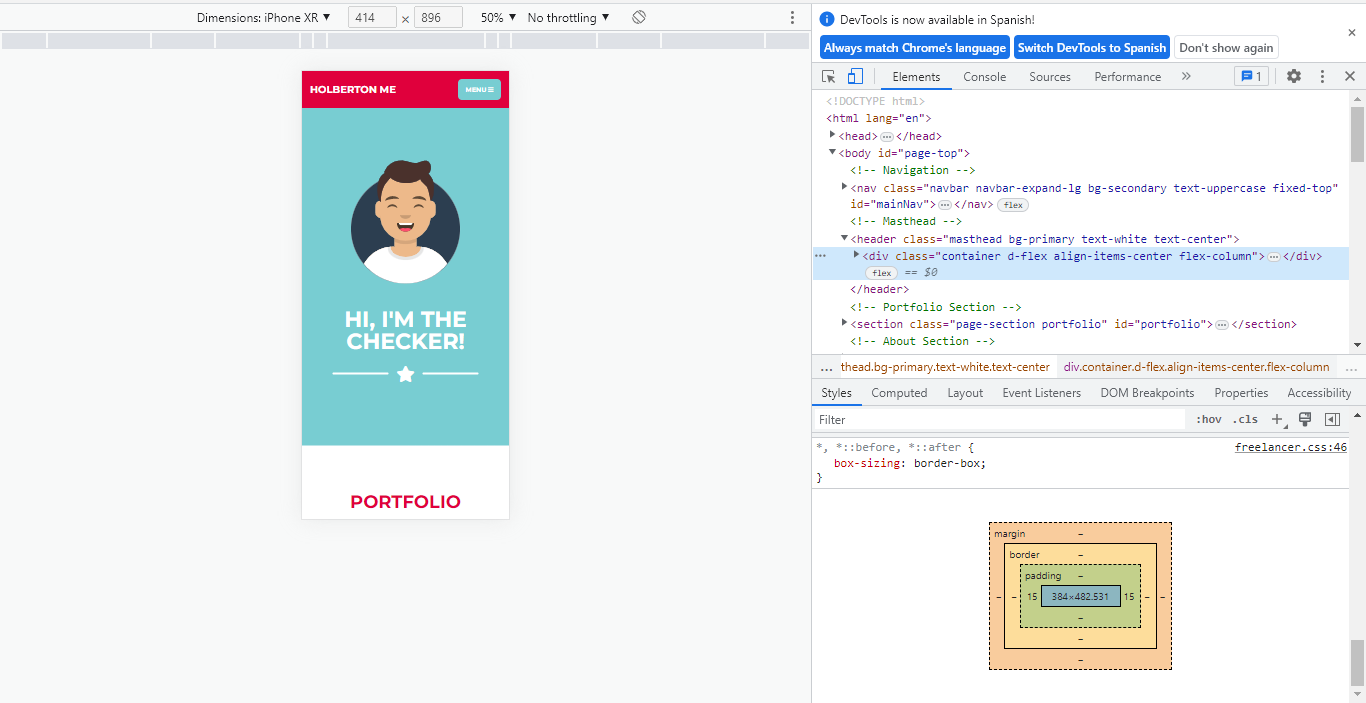 Dimensions: iPhone XR ▼ 414 × 896 50% ▼ No throttling ▼
HOLBERTON ME MENU
HI, I'M THE
CHECKER!
PORTFOLIO
DevTools is now available in Spanish!
Always match Chrome's language Switch DevTools to Spanish Don't show again
Elements Console Sources Performance » 1
<!DOCTYPE html>
<html lang="en">
▶<head>…</head>
▼<body id="page-top">
<!-- Navigation -->
▶<nav class="navbar navbar-expand-lg bg-secondary text-uppercase fixed-top"
id="mainNav">…</nav> flex
<!-- Masthead -->
▼<header class="masthead bg-primary text-white text-center">
… ▶<div class="container d-flex align-items-center flex-column">…</div>
flex == $0
</header>
<!-- Portfolio Section -->
▶<section class="page-section portfolio" id="portfolio">…</section>
<!-- About Section -->
… thead.bg-primary.text-white.text-center div.container.d-flex.align-items-center.flex-column …
Styles Computed Layout Event Listeners DOM Breakpoints Properties Accessibility
Filter :hov .cls +
*, *::before, *::after { freelancer.css:46
box-sizing: border-box;
}
margin –
border –
padding –
– – 15 384×482.531 15 – –
–
–
–